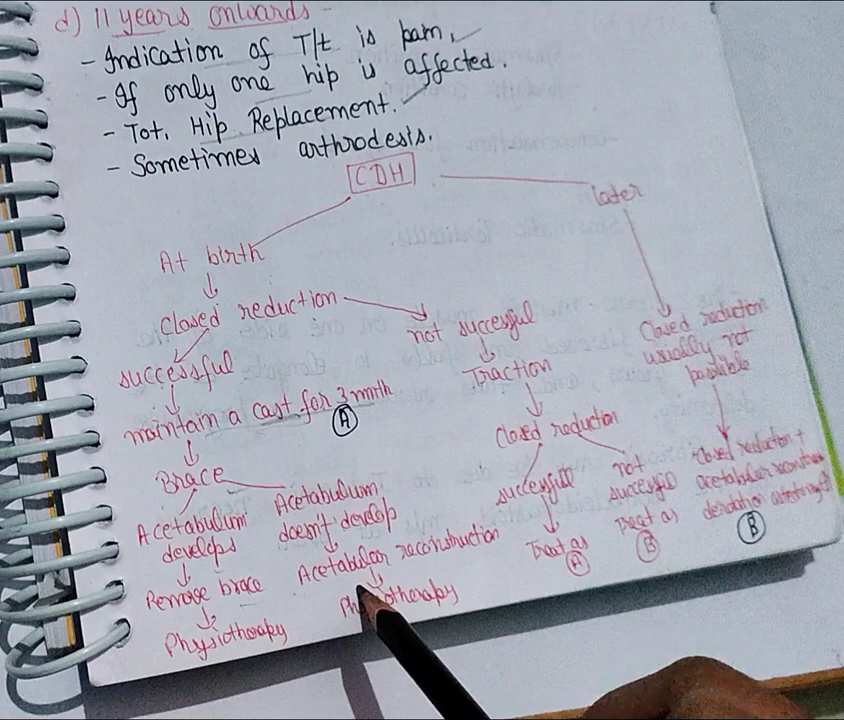 d) 11 years onwards -
- Indication of T/t is pain,
- If only one hip is affected.
- Tot. Hip Replacement.
- Sometimes arthrodesis.
CDH
At birth
later
Closed reduction
not successful
Closed reduction
usually not
possible
successful
Traction
maintain a cast for 3 mnth
A
Closed reduction
Brace
successful
not
successful
Treat as
A
Treat as
B
Closed reduction +
acetabular
B
Acetabulum
develops
Remove brace
Physiotherapy
Acetabulum
doesn't develop
Acetabular reconstruction
Physiotherapy